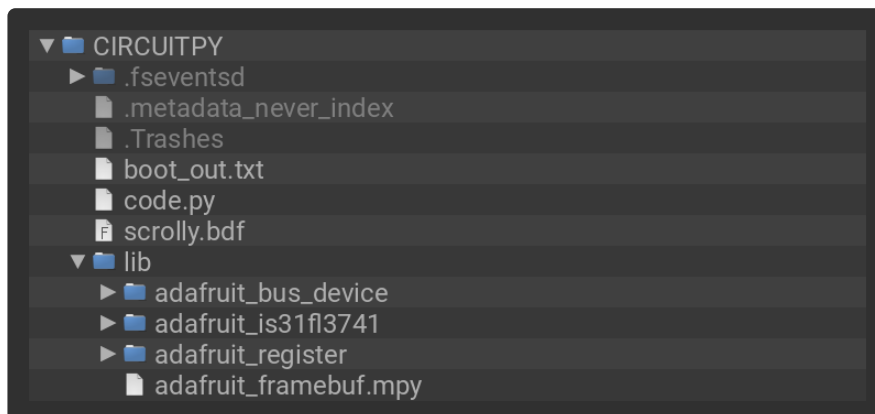 CIRCUITPY
.fseventsd
.metadata_never_index
.Trashes
boot_out.txt
code.py
F scrolly.bdf
lib
adafruit_bus_device
adafruit_is31fl3741
adafruit_register
adafruit_framebuf.mpy